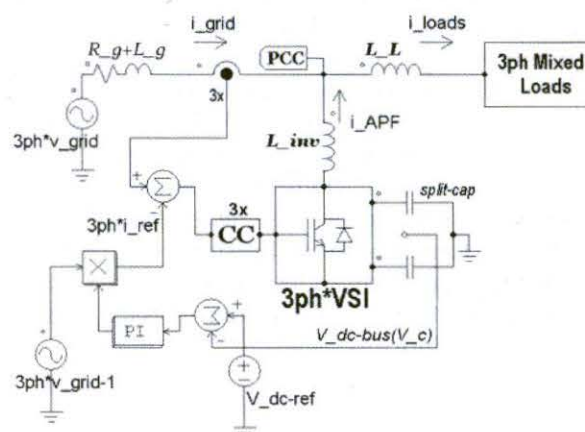 i_grid
i_loads
R_g+L_g
PCC
L_L
3ph Mixed
Loads
3x
i_APF
3ph*v_grid
L_inv
+
Σ
-
split-cap
3ph*i_ref
3x
CC
×
3ph*VSI
PI
Σ
+
-
V_dc-bus(V_c)
3ph*v_grid-1
+
V_dc-ref